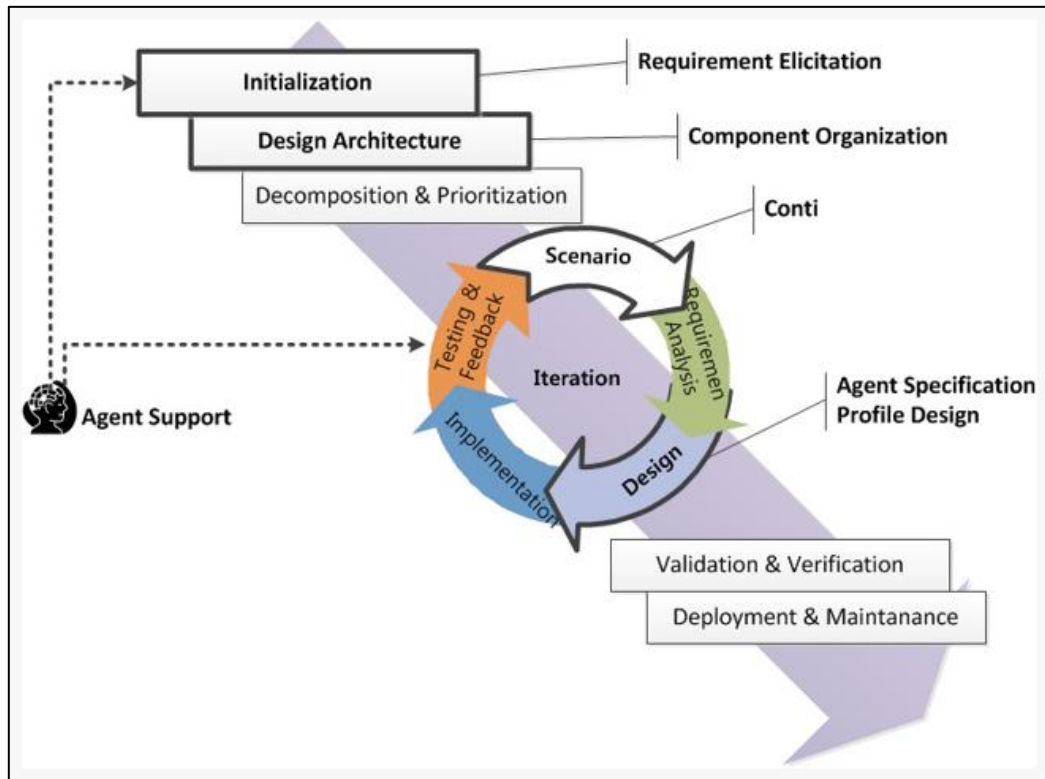 Initialization
Requirement Elicitation
Design Architecture
Component Organization
Decomposition & Prioritization
Conti
Scenario
Requiremen
Analysis
Testing &
Feedback
Iteration
Agent Specification
Profile Design
Agent Support
Design
Implementation
Validation & Verification
Deployment & Maintanance